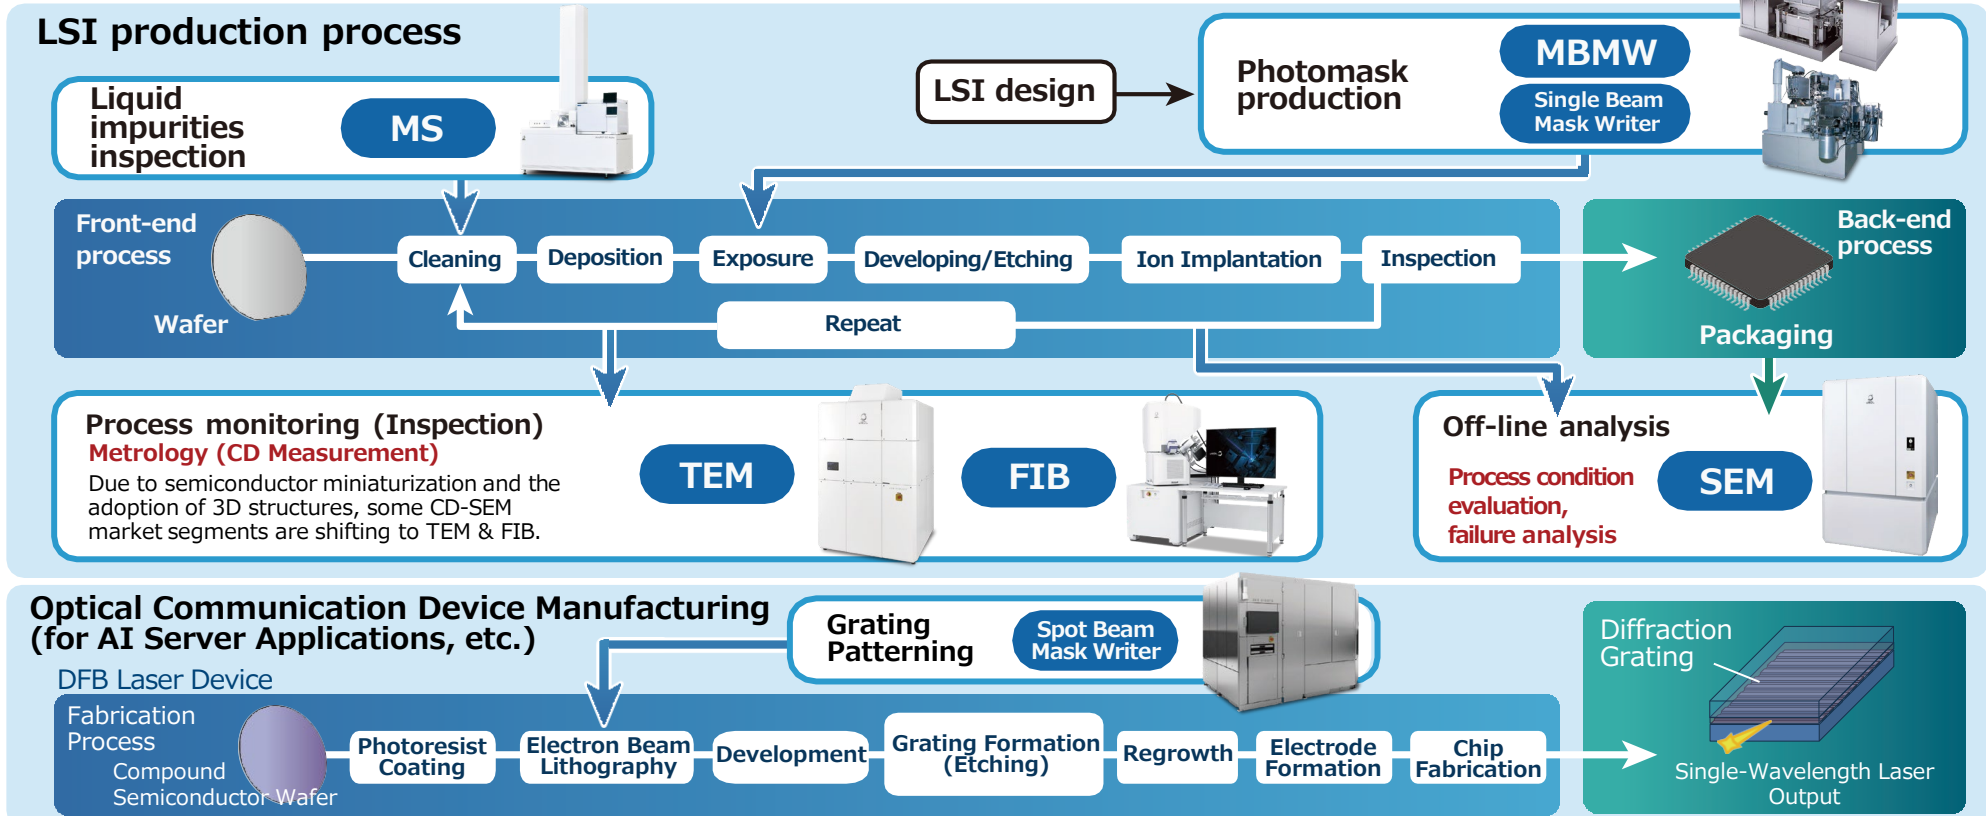 LSI production process
Liquid
impurities
inspection
MS
LSI design
Photomask
production
MBMW
Single Beam
Mask Writer
Front-end
process
Wafer
Cleaning
Deposition
Exposure
Developing/Etching
Ion Implantation
Inspection
Repeat
Back-end
process
Packaging
Process monitoring (Inspection)
Metrology (CD Measurement)
Due to semiconductor miniaturization and the
adoption of 3D structures, some CD-SEM
market segments are shifting to TEM & FIB.
TEM
FIB
Off-line analysis
Process condition
evaluation,
failure analysis
SEM
Optical Communication Device Manufacturing
(for AI Server Applications, etc.)
DFB Laser Device
Grating
Patterning
Spot Beam
Mask Writer
Fabrication
Process
Compound
Semiconductor Wafer
Photoresist
Coating
Electron Beam
Lithography
Development
Grating Formation
(Etching)
Regrowth
Electrode
Formation
Chip
Fabrication
Diffraction
Grating
Single-Wavelength Laser
Output